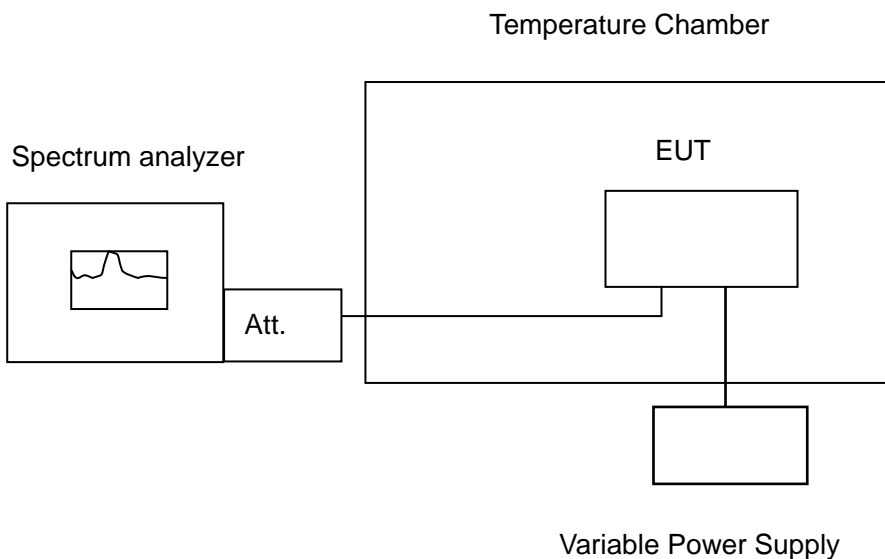 Temperature Chamber
Spectrum analyzer
EUT
Att.
Variable Power Supply